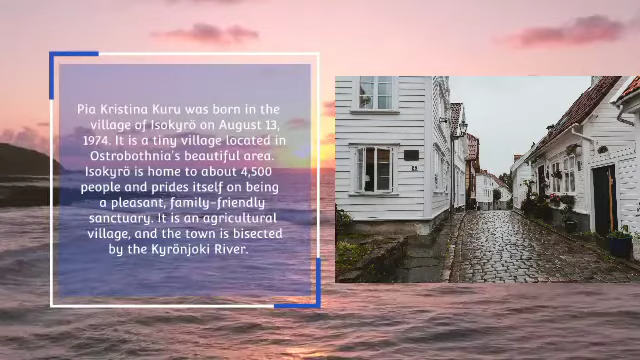 Pia Kristina Kuru was born in the
village of Isokyrö on August 13,
1974. It is a tiny village located in
Ostrobothnia's beautiful area.
Isokyrö is home to about 4,500
people and prides itself on being
a pleasant, family-friendly
sanctuary. It is an agricultural
village, and the town is bisected
by the Kyrönjoki River.